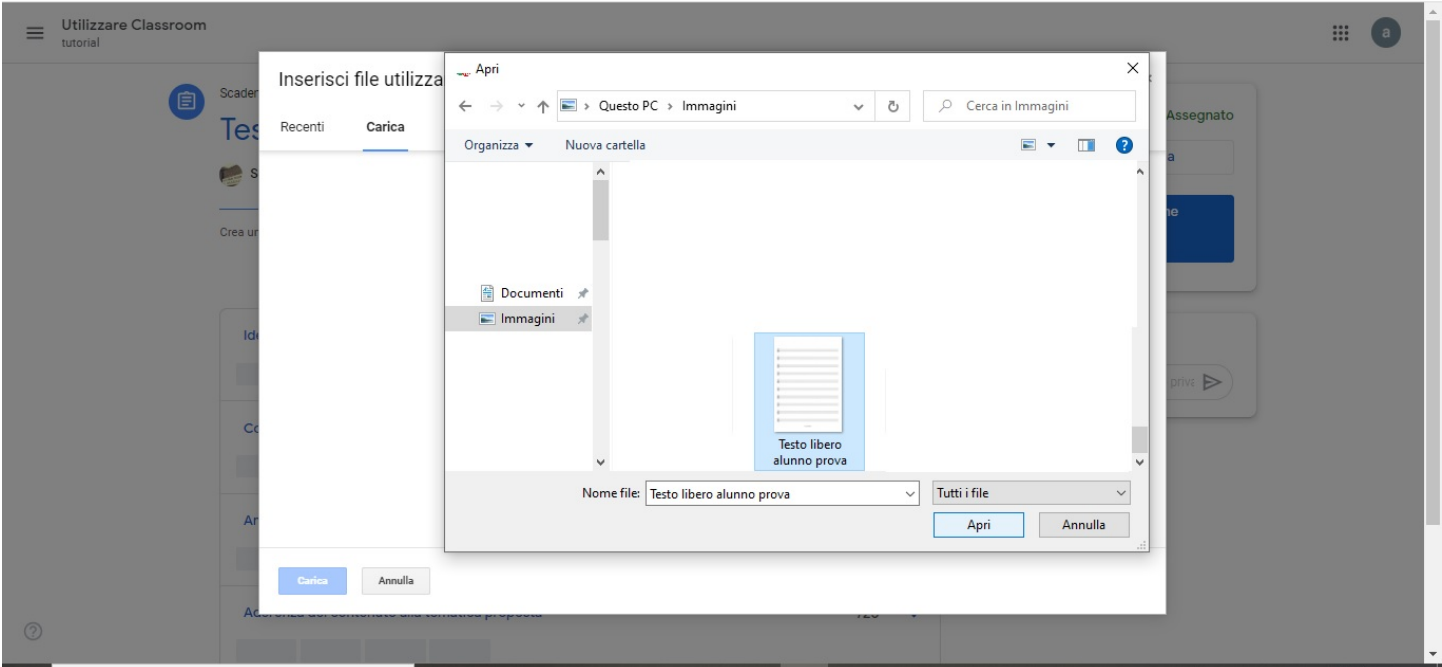 Utilizzare Classroom
tutorial
a
Scader
Tes
S
Crea un
Ide
Co
Ar
Aderenza del contenuto alla tematica proposta
Inserisci file utilizza
Recenti
Carica
Apri
Questo PC > Immagini
Cerca in Immagini
Organizza
Nuova cartella
Documenti
Immagini
Testo libero
alunno prova
Nome file: Testo libero alunno prova
Tutti i file
Apri
Annulla
Carica
Annulla
Assegnato
a
ne
priva